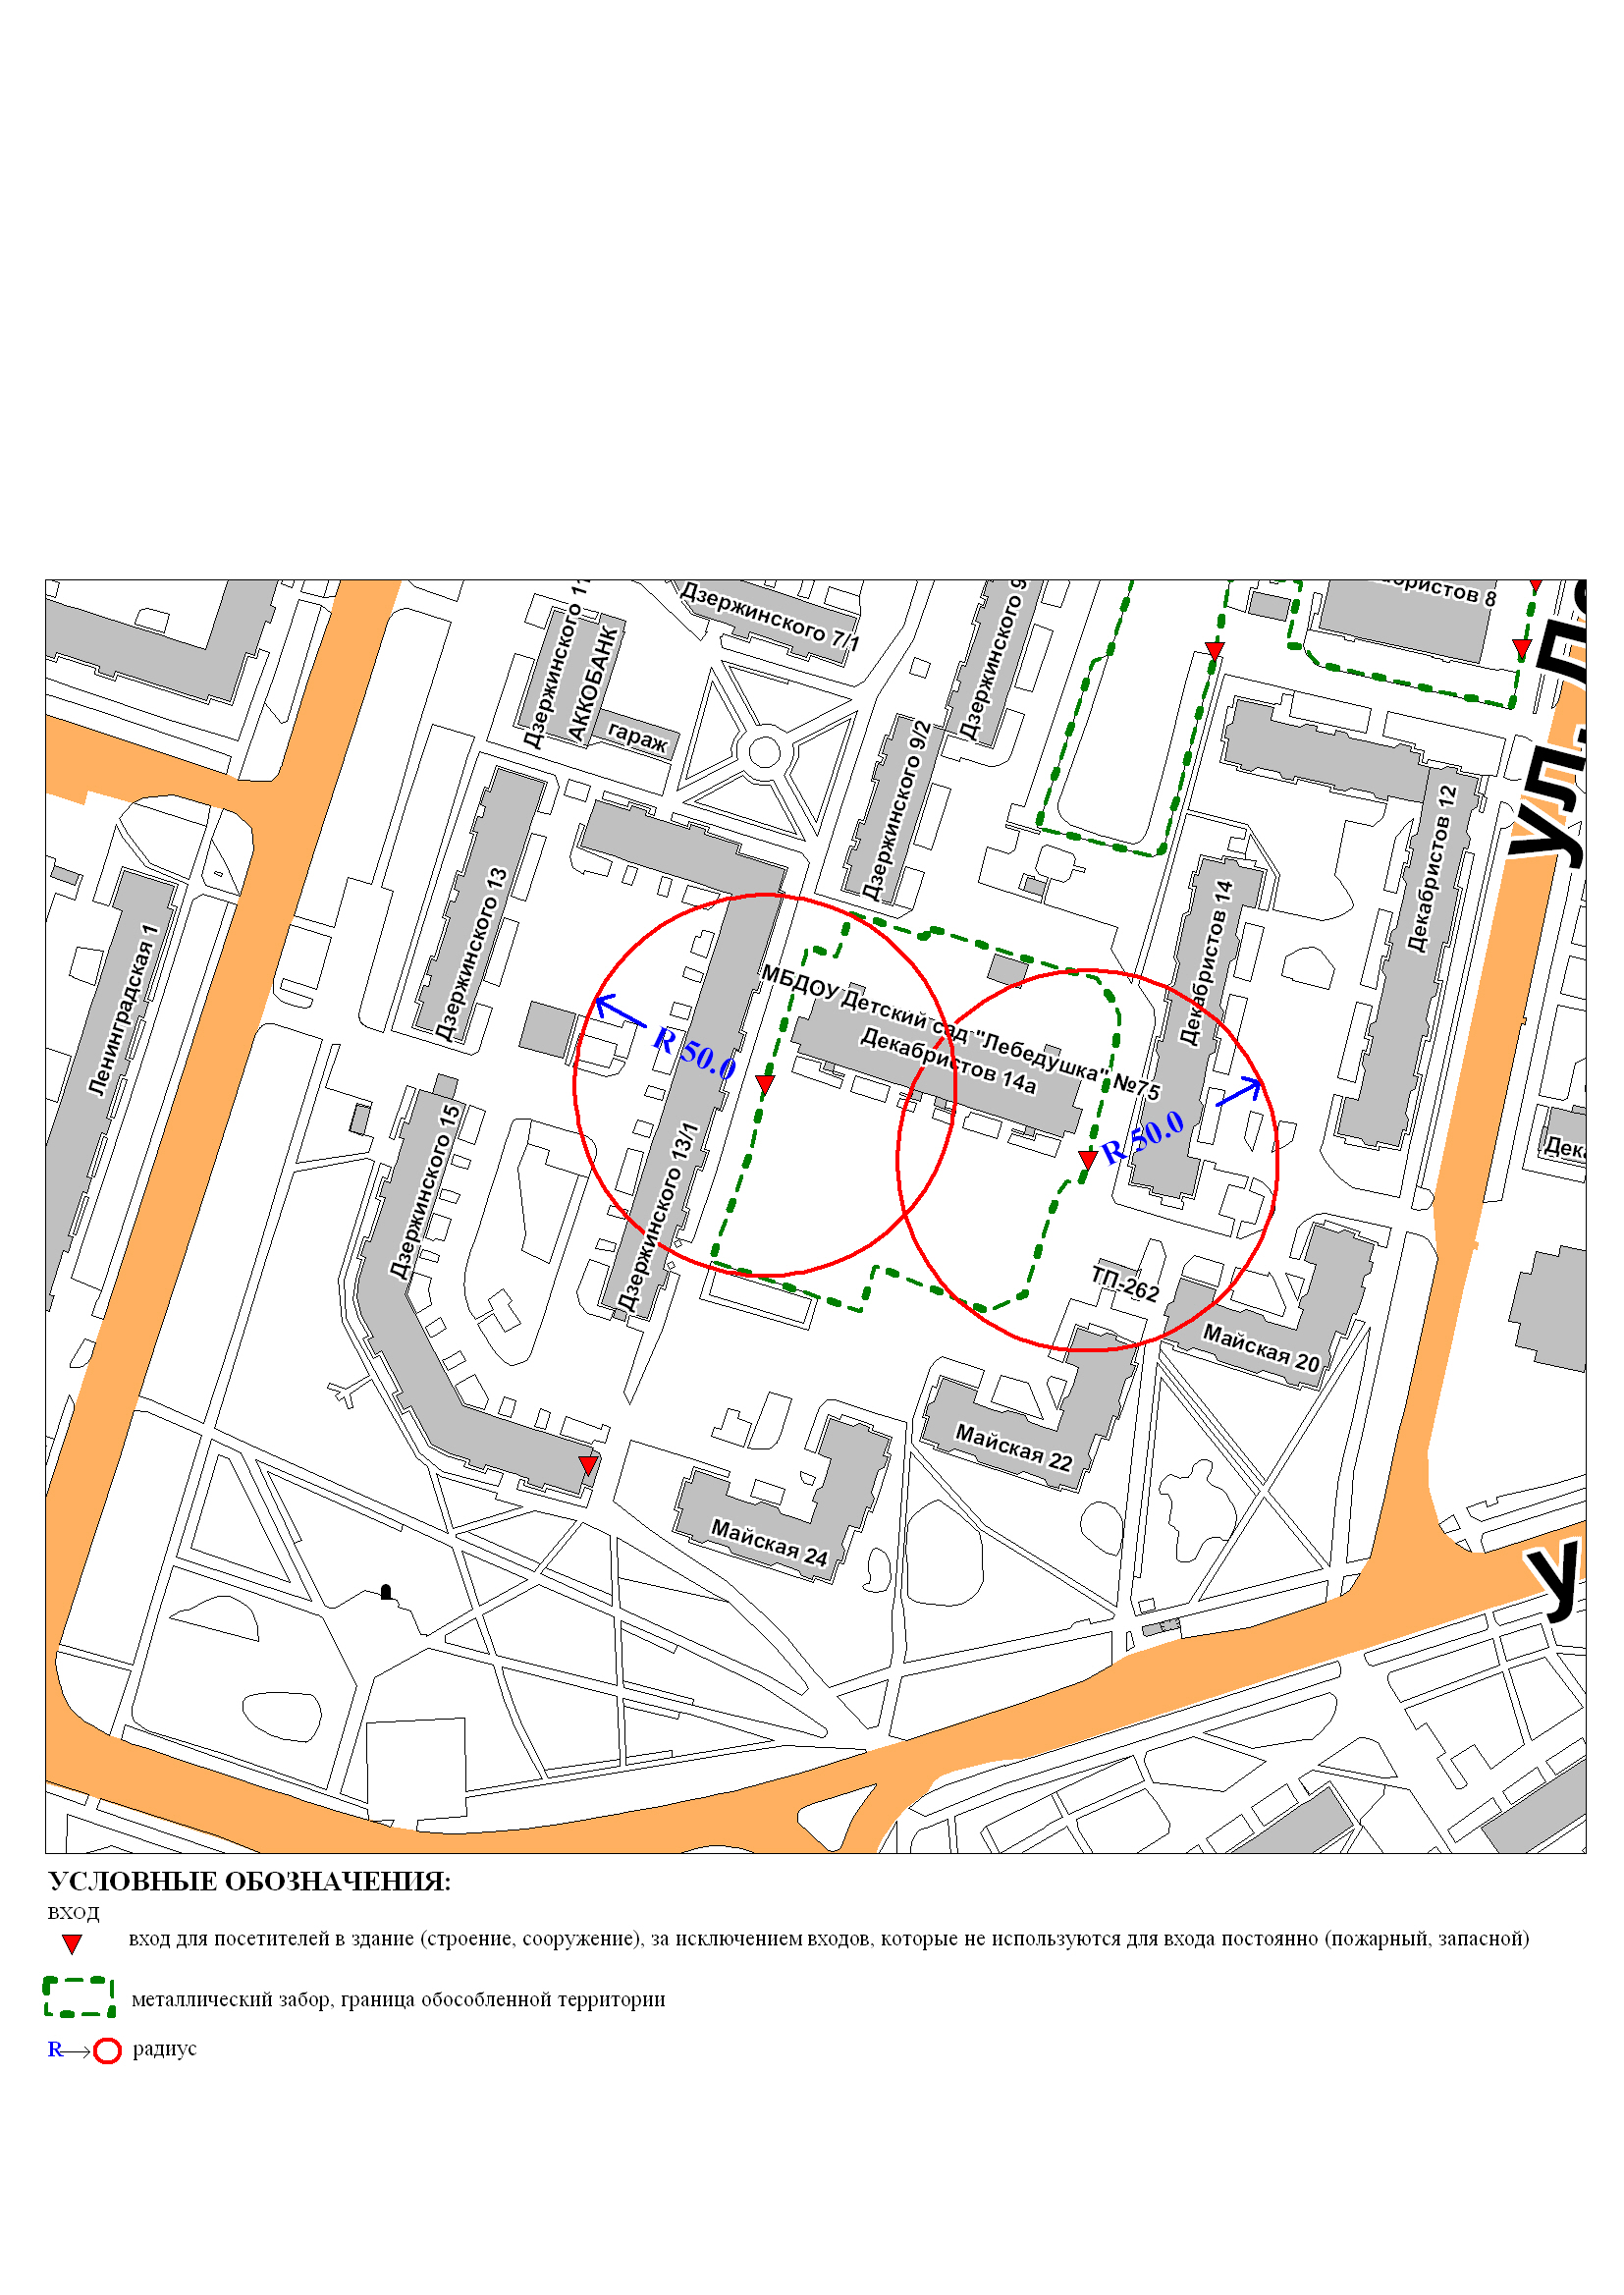 Дзержинского 11
АККОБАНК
гараж
Дзержинского 7/1
Дзержинского 9
Дзержинского 9/2
бристов 8
ул. Де
Декабристов 12
Декабристов 14
Дзержинского 13
Ленинградская 1
МБДОУ Детский сад "Лебедушка" №75
Декабристов 14а
R 50.0
R 50.0
Дзержинского 15
Дзержинского 13/1
Дека
ТП-262
Майская 20
Майская 22
Майская 24
у
УСЛОВНЫЕ ОБОЗНАЧЕНИЯ:
ВХОД
вход для посетителей в здание (строение, сооружение), за исключением входов, которые не используются для входа постоянно (пожарный, запасной)
металлический забор, граница обособленной территории
R радиус